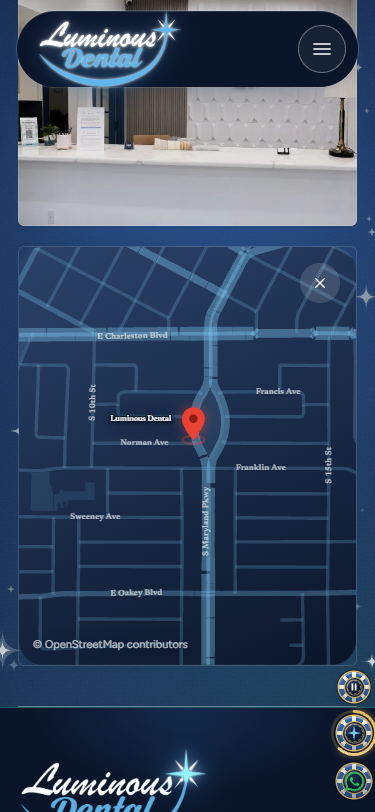 Luminous
Dental
E Charleston Blvd
S 10th St
Francis Ave
Luminous Dental
Norman Ave
Franklin Ave
S 15th St
Sweeney Ave
S Maryland Pkwy
E Oakey Blvd
© OpenStreetMap contributors
Luminous
Dental